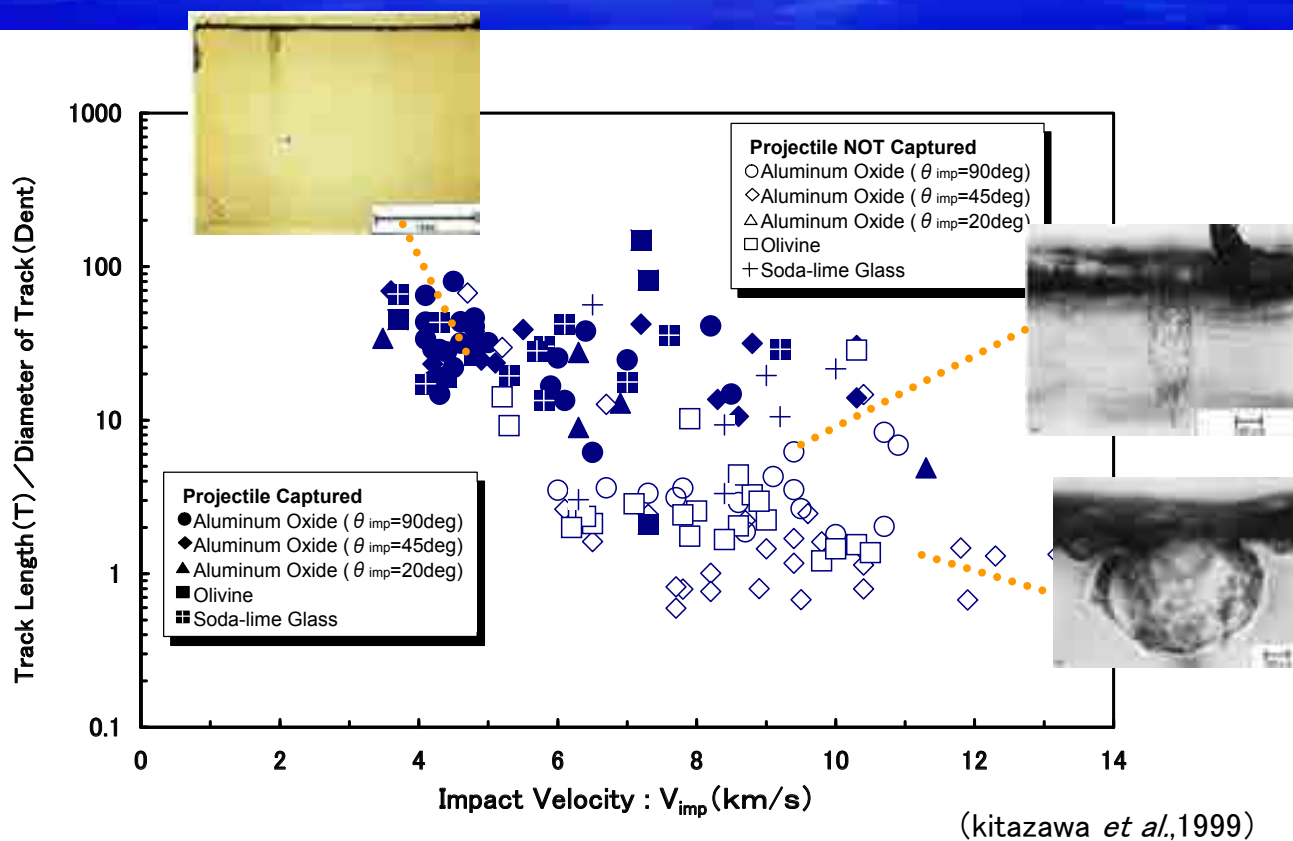 1000
100
10
1
0.1
Track Length(T)／Diameter of Track(Dent)
Projectile NOT Captured
○Aluminum Oxide (θ imp=90deg)
◇Aluminum Oxide (θ imp=45deg)
△Aluminum Oxide (θ imp=20deg)
□Olivine
＋Soda-lime Glass
Projectile Captured
●Aluminum Oxide (θ imp=90deg)
◆Aluminum Oxide (θ imp=45deg)
▲Aluminum Oxide (θ imp=20deg)
■Olivine
⊞Soda-lime Glass
0 2 4 6 8 10 12 14
Impact Velocity : Vimp(km/s)
(kitazawa et al.,1999)